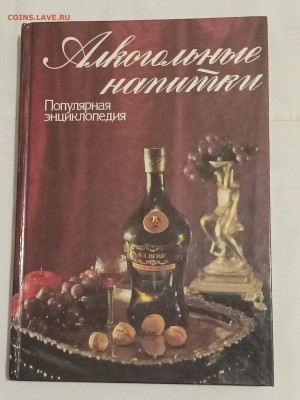 COINS.LAVE.RU
Алкогольные
напитки
Популярная
энциклопедия
K